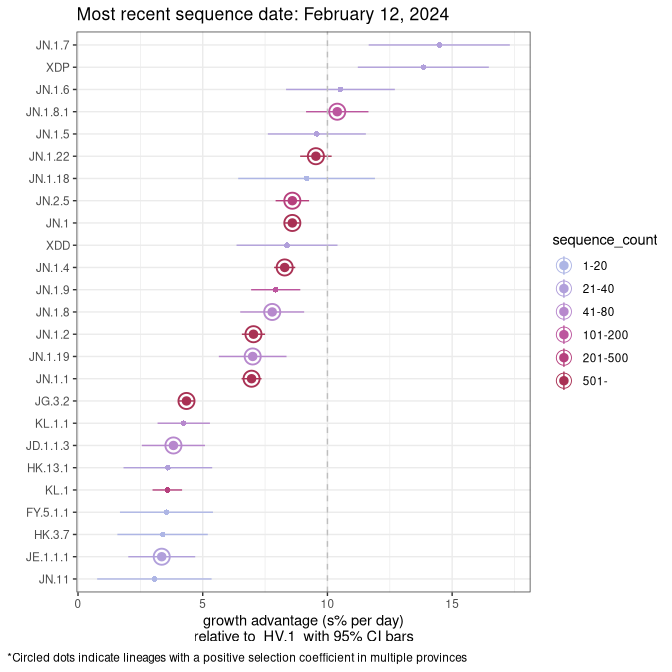 Most recent sequence date: February 12, 2024
JN.1.7
XDP
JN.1.6
JN.1.8.1
JN.1.5
JN.1.22
JN.1.18
JN.2.5
JN.1
XDD
JN.1.4
JN.1.9
JN.1.8
JN.1.2
JN.1.19
JN.1.1
JG.3.2
KL.1.1
JD.1.1.3
HK.13.1
KL.1
FY.5.1.1
HK.3.7
JE.1.1.1
JN.11
0 5 10 15
growth advantage (s% per day)
relative to HV.1 with 95% CI bars
sequence_count
1-20
21-40
41-80
101-200
201-500
501-
*Circled dots indicate lineages with a positive selection coefficient in multiple provinces